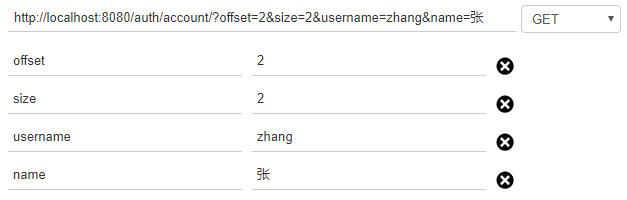 http://localhost:8080/auth/account/?offset=2&size=2&username=zhang&name=张 GET
offset 2
size 2
username zhang
name 张